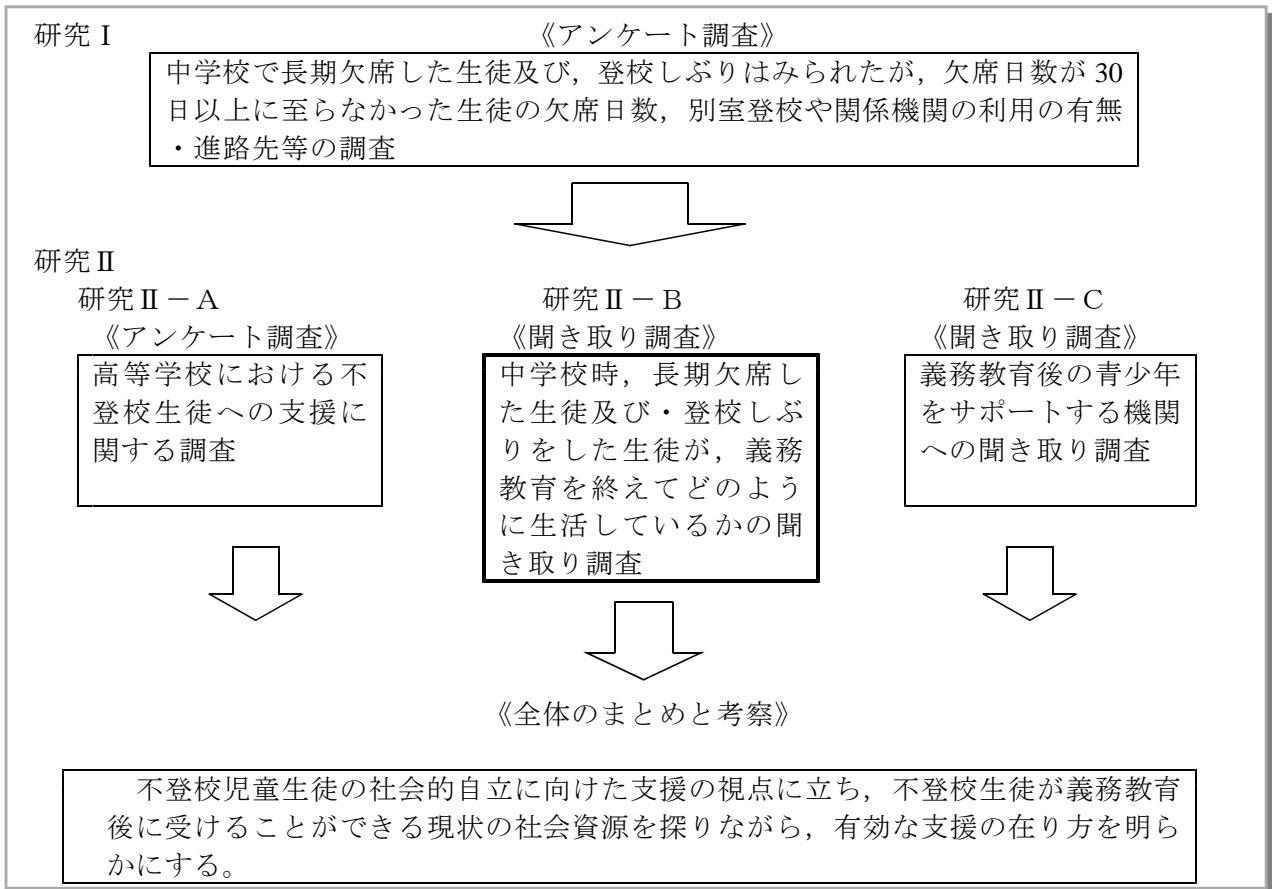 研究Ⅰ
《アンケート調査》
中学校で長期欠席した生徒及び，登校しぶりはみられたが，欠席日数が 30
日以上に至らなかった生徒の欠席日数，別室登校や関係機関の利用の有無
・進路先等の調査
研究Ⅱ
研究Ⅱ－A
《アンケート調査》
高等学校における不
登校生徒への支援に
関する調査
研究Ⅱ－B
《聞き取り調査》
中学校時，長期欠席し
た生徒及び・登校しぶ
りをした生徒が，義務
教育を終えてどのよう
に生活しているかの聞
き取り調査
研究Ⅱ－C
《聞き取り調査》
義務教育後の青少年
をサポートする機関
への聞き取り調査
《全体のまとめと考察》
不登校児童生徒の社会的自立に向けた支援の視点に立ち，不登校生徒が義務教育
後に受けることができる現状の社会資源を探りながら，有効な支援の在り方を明ら
かにする。